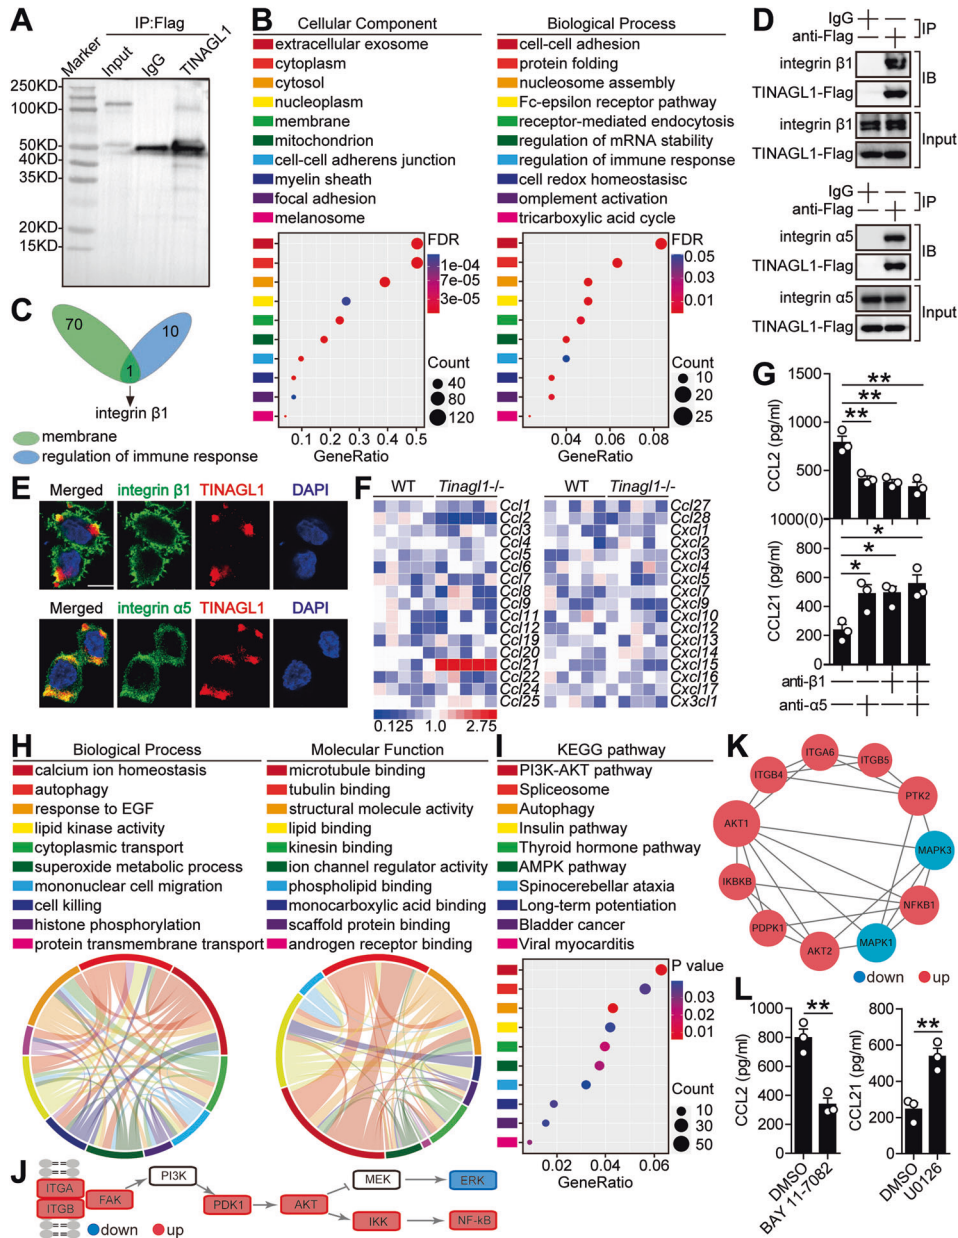 A
IP:Flag
Marker
Input
IgG
TINAGL1
250KD
100KD
50KD
40KD
35KD
20KD
15KD
B
Cellular Component
extracellular exosome
cytoplasm
cytosol
nucleoplasm
membrane
mitochondrion
cell-cell adherens junction
myelin sheath
focal adhesion
melanosome
FDR
1e-04
7e-05
3e-05
Count
40
80
120
0.1 0.2 0.3 0.4 0.5
GeneRatio
Biological Process
cell-cell adhesion
protein folding
nucleosome assembly
Fc-epsilon receptor pathway
receptor-mediated endocytosis
regulation of mRNA stability
regulation of immune response
cell redox homeostasisc
omplement activation
tricarboxylic acid cycle
FDR
0.05
0.03
0.01
Count
10
20
25
0.04 0.06 0.08
GeneRatio
C
70
10
1
integrin β1
membrane
regulation of immune response
D
IgG
anti-Flag
IP
integrin β1
TINAGL1-Flag
IB
integrin β1
TINAGL1-Flag
Input
IgG
anti-Flag
IP
integrin α5
TINAGL1-Flag
IB
integrin α5
TINAGL1-Flag
Input
E
Merged integrin β1 TINAGL1 DAPI
Merged integrin α5 TINAGL1 DAPI
F
WT Tinagl1-/-
Ccl1
Ccl2
Ccl3
Ccl4
Ccl5
Ccl6
Ccl7
Ccl8
Ccl9
Ccl11
Ccl12
Ccl19
Ccl20
Ccl21
Ccl22
Ccl24
Ccl25
0.125 1.0 2.75
WT Tinagl1-/-
Ccl27
Ccl28
Cxcl1
Cxcl2
Cxcl3
Cxcl4
Cxcl5
Cxcl7
Cxcl9
Cxcl10
Cxcl12
Cxcl13
Cxcl14
Cxcl15
Cxcl16
Cxcl17
Cx3cl1
G
1500
1000
500
1000(0)
CCL2 (pg/ml)
**
**
**
800
600
400
200
0
CCL21 (pg/ml)
*
*
*
anti-β1
anti-α5
H
Biological Process
calcium ion homeostasis
autophagy
response to EGF
lipid kinase activity
cytoplasmic transport
superoxide metabolic process
mononuclear cell migration
cell killing
histone phosphorylation
protein transmembrane transport
Molecular Function
microtubule binding
tubulin binding
structural molecule activity
lipid binding
kinesin binding
ion channel regulator activity
phospholipid binding
monocarboxylic acid binding
scaffold protein binding
androgen receptor binding
I
KEGG pathway
PI3K-AKT pathway
Spliceosome
Autophagy
Insulin pathway
Thyroid hormone pathway
AMPK pathway
Spinocerebellar ataxia
Long-term potentiation
Bladder cancer
Viral myocarditis
P value
0.03
0.02
0.01
Count
10
30
50
0.02 0.04 0.06
GeneRatio
J
ITGA
ITGB
FAK
PI3K
PDK1
AKT
MEK
ERK
IKK
NF-kB
down up
K
ITGA6
ITGB5
ITGB4
PTK2
AKT1
MAPK3
IKBKB
NFKB1
PDPK1
AKT2
MAPK1
down up
L
1000
800
600
400
200
0
CCL2 (pg/ml)
**
DMSO
BAY 11-7082
800
600
400
200
0
CCL21 (pg/ml)
**
DMSO
U0126